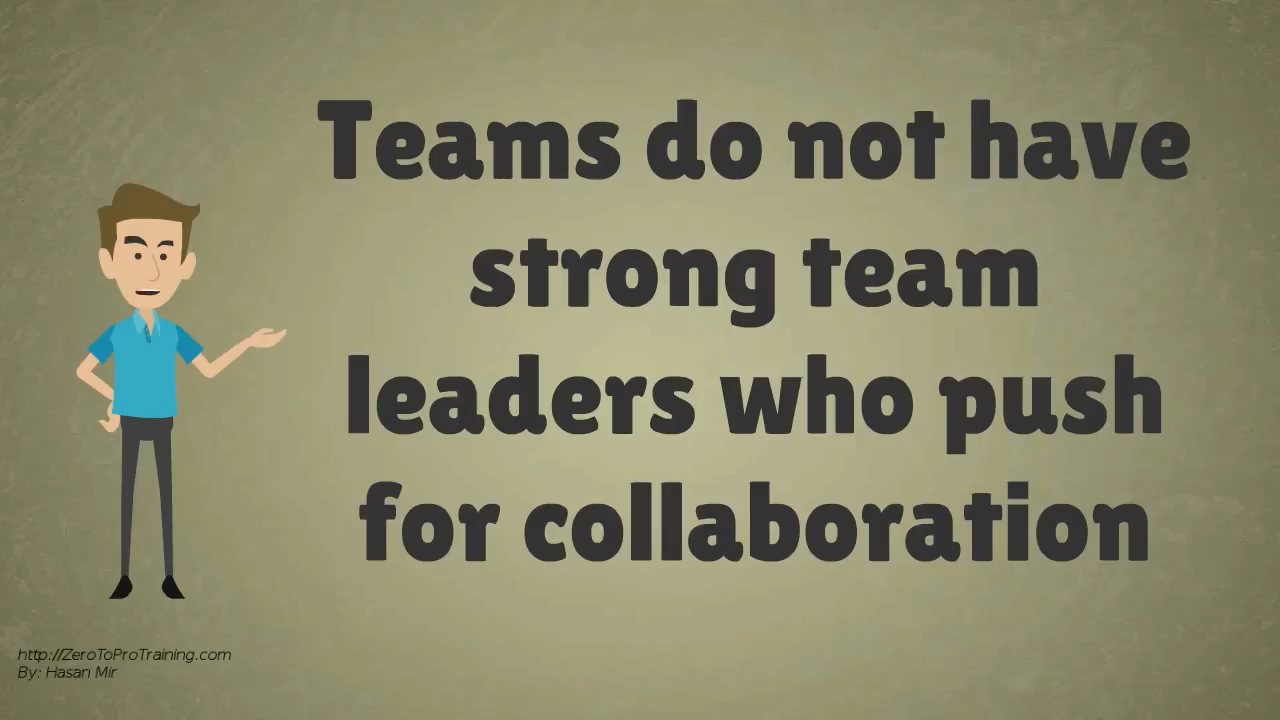 Teams do not have
strong team
leaders who push
for collaboration
http://ZeroToProTraining.com
By: Hasan Mir